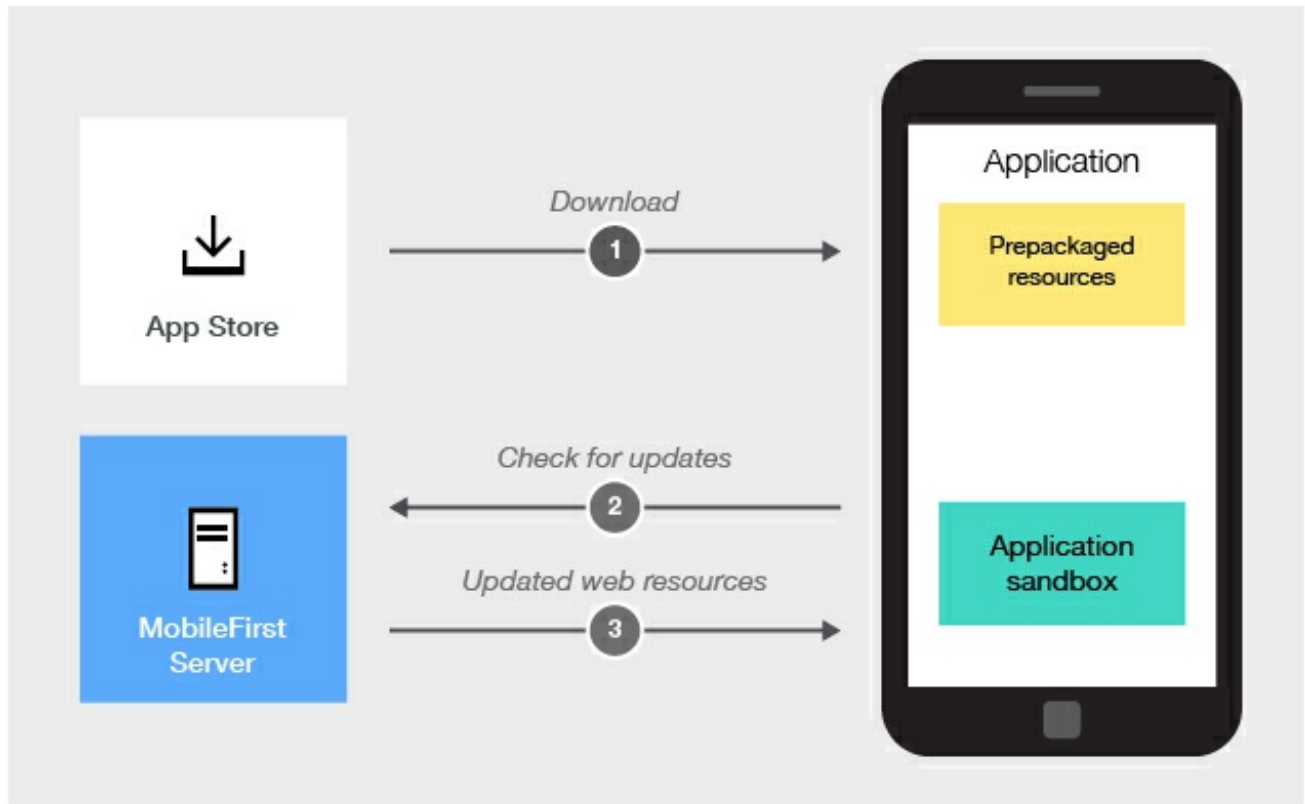 App Store
Download
1
Application
Prepackaged
resources
MobileFirst
Server
Check for updates
2
Updated web resources
3
Application
sandbox